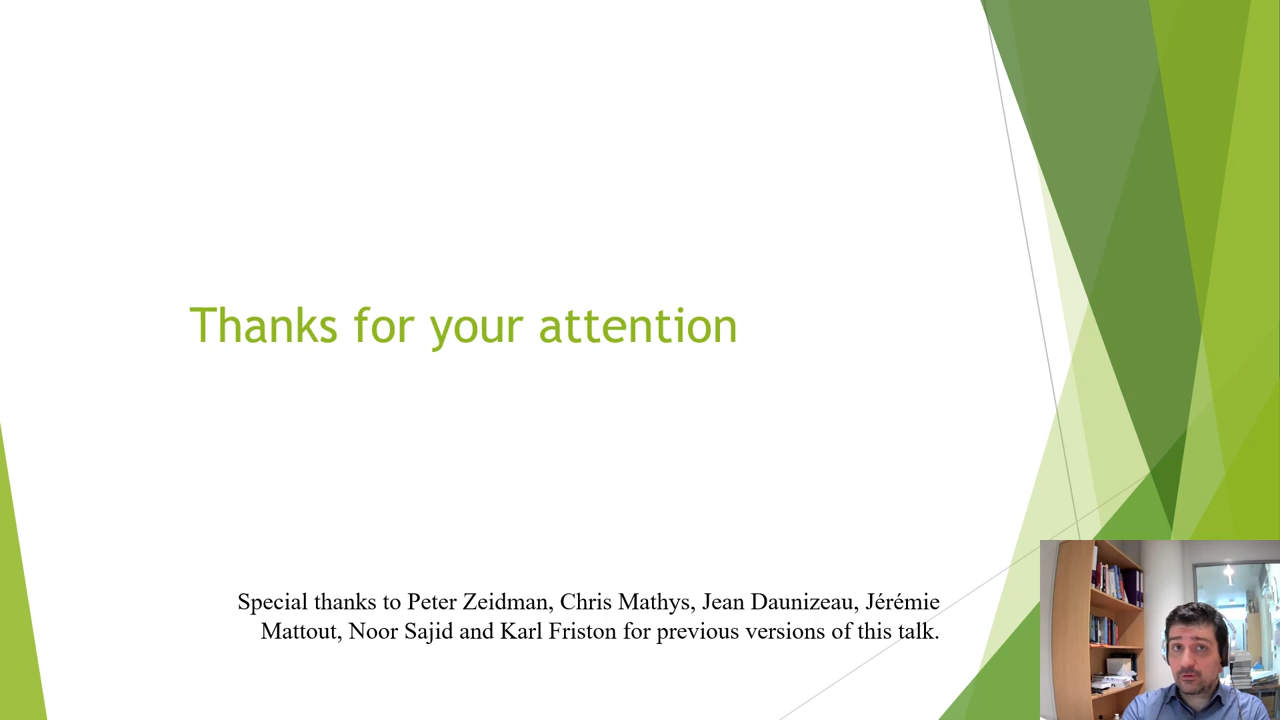 Thanks for your attention
Special thanks to Peter Zeidman, Chris Mathys, Jean Daunizeau, Jérémie
Mattout, Noor Sajid and Karl Friston for previous versions of this talk.